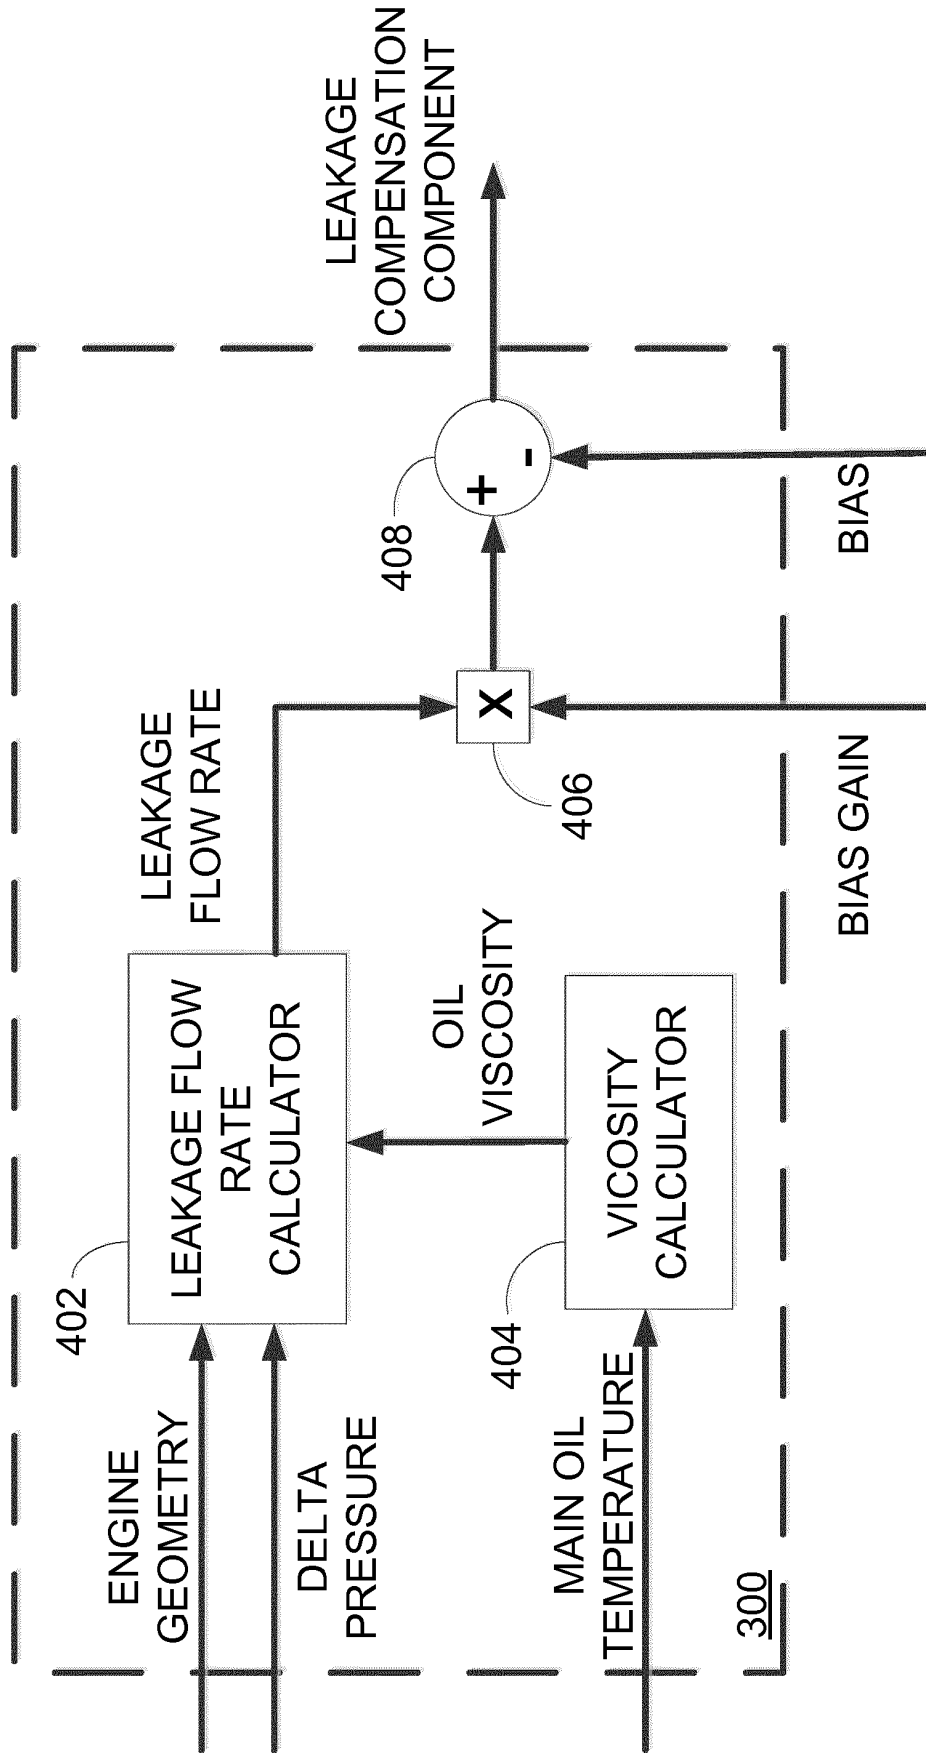 ENGINE
GEOMETRY
DELTA
PRESSURE
402
LEAKAGE FLOW
RATE
CALCULATOR
LEAKAGE
FLOW RATE
MAIN OIL
TEMPERATURE
404
VICOSITY
CALCULATOR
OIL
VISCOSITY
406
X
408
+
-
LEAKAGE
COMPENSATION
COMPONENT
BIAS GAIN
BIAS
300